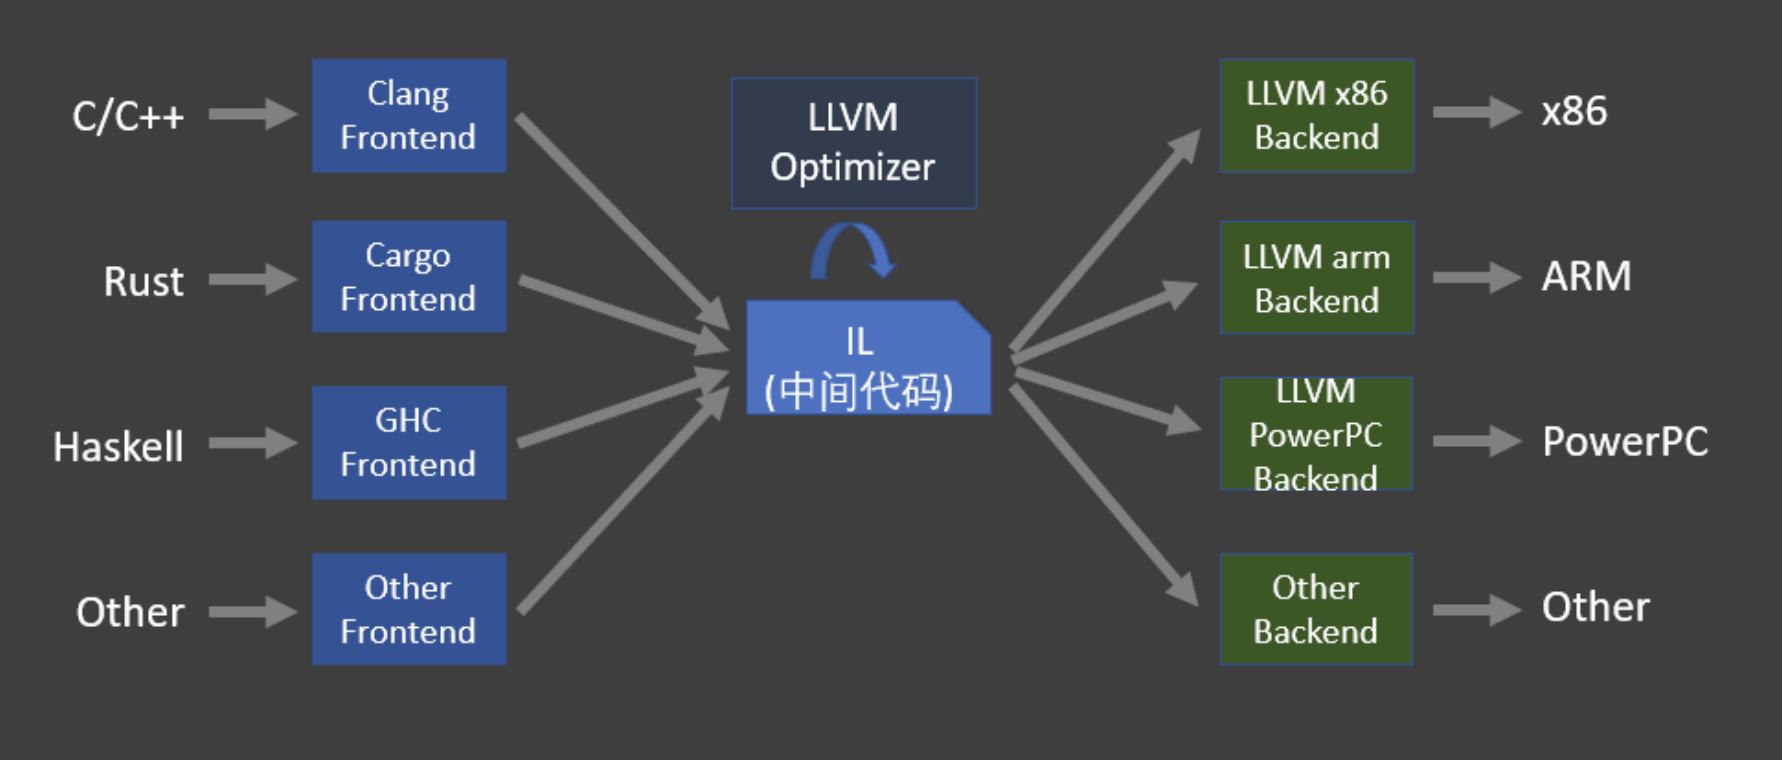 C/C++
Clang
Frontend
Rust
Cargo
Frontend
Haskell
GHC
Frontend
Other
Other
Frontend
LLVM
Optimizer
IL
(中间代码)
LLVM x86
Backend
x86
LLVM arm
Backend
ARM
LLVM
PowerPC
Backend
PowerPC
Other
Backend
Other